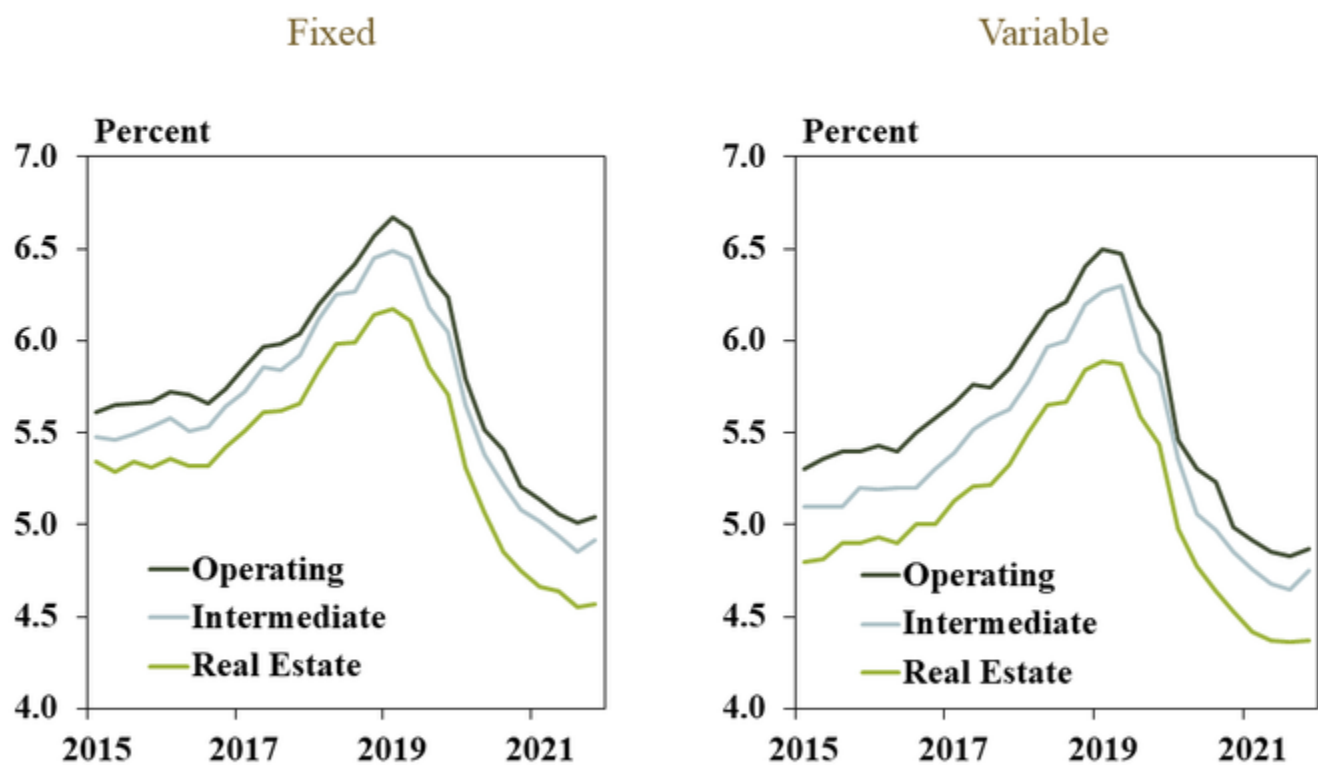 Fixed
Percent
7.0
6.5
6.0
5.5
5.0
4.5
4.0
Operating
Intermediate
Real Estate
2015 2017 2019 2021
Variable
Percent
7.0
6.5
6.0
5.5
5.0
4.5
4.0
Operating
Intermediate
Real Estate
2015 2017 2019 2021